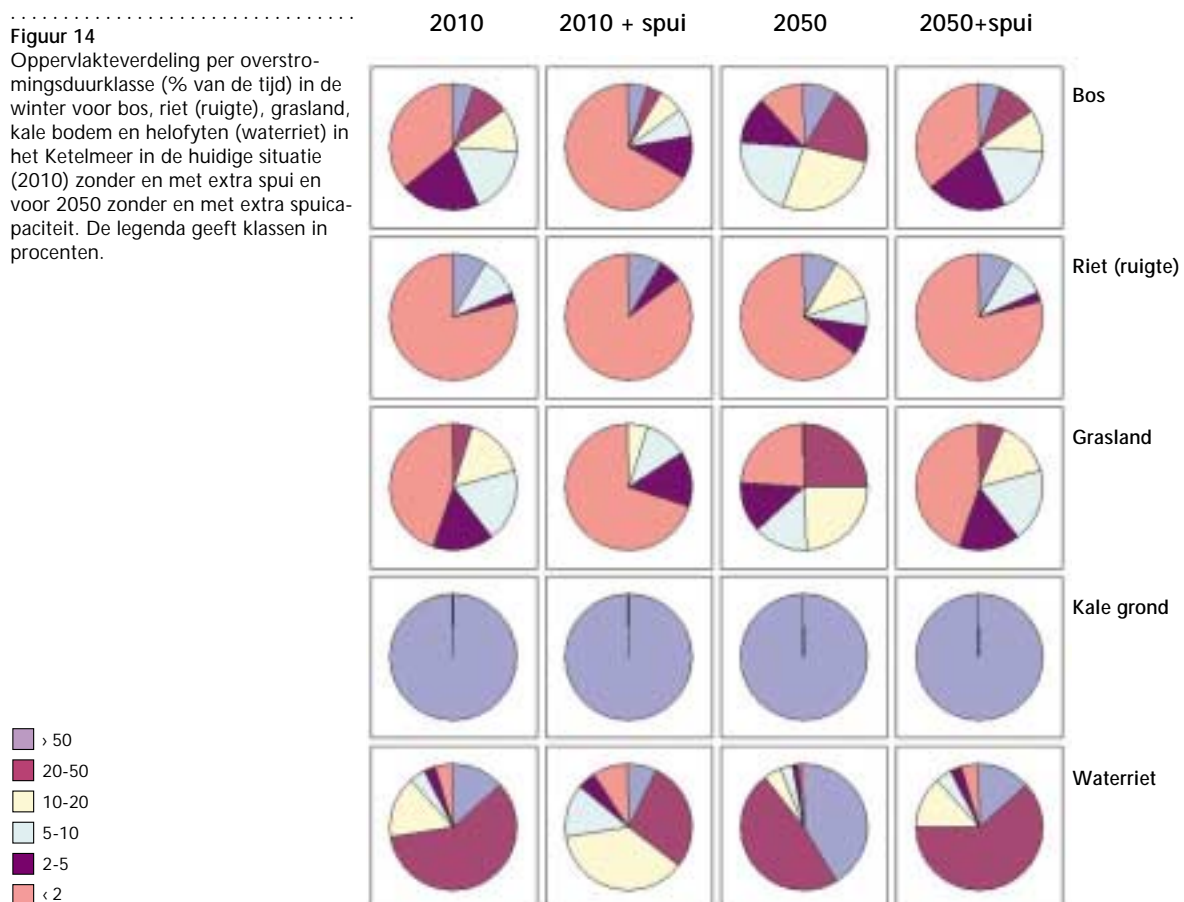 Figuur 14
Oppervlakteverdeling per overstro-
mingsduurklasse (% van de tijd) in de
winter voor bos, riet (ruigte), grasland,
kale bodem en helofyten (waterriet) in
het Ketelmeer in de huidige situatie
(2010) zonder en met extra spui en
voor 2050 zonder en met extra spuica-
paciteit. De legenda geeft klassen in
procenten.
2010 2010 + spui 2050 2050+spui
Bos
Riet (ruigte)
Grasland
Kale grond
Waterriet
› 50
20-50
10-20
5-10
2-5
‹ 2